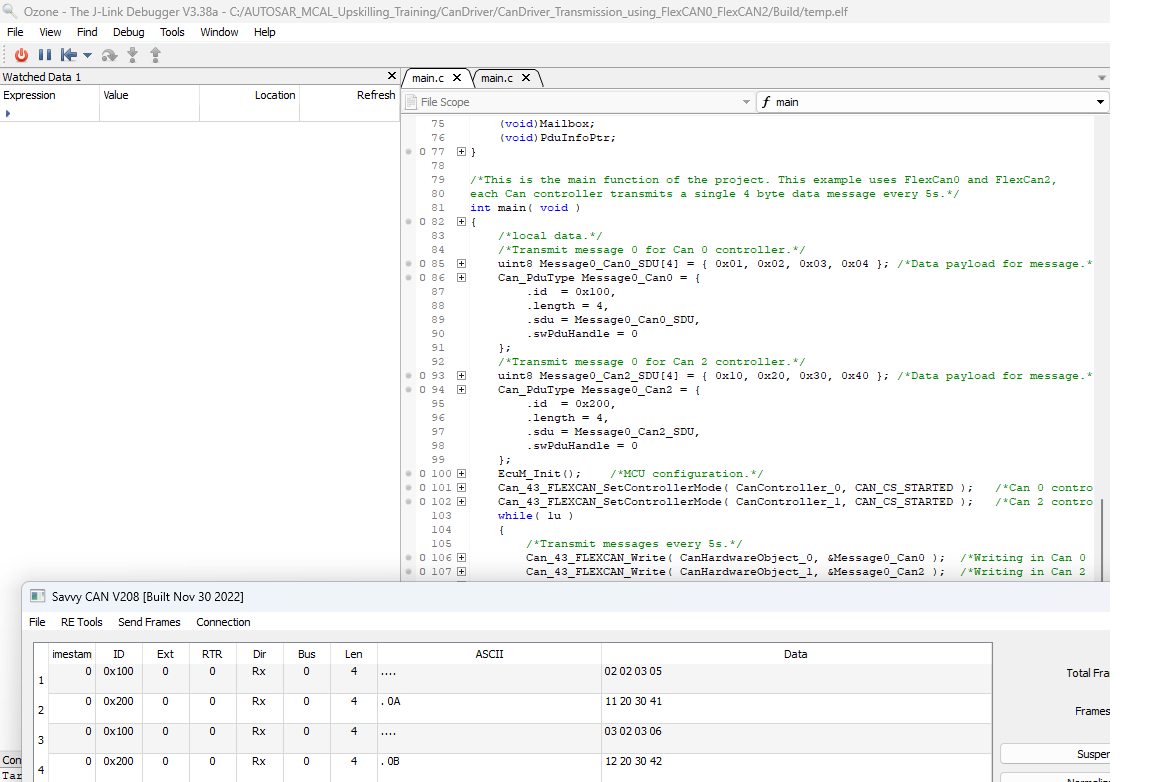 Ozone - The J-Link Debugger V3.38a - C:/AUTOSAR_MCAL_Upskilling_Training/CanDriver/CanDriver_Transmission_using_FlexCAN0_FlexCAN2/Build/temp.elf
File View Find Debug Tools Window Help
Watched Data 1
Expression Value Location Refresh
main.c main.c
File Scope f main
75 (void)Mailbox;
76 (void)PduInfoPtr;
0 77 }
78
79 /*This is the main function of the project. This example uses FlexCan0 and FlexCan2,
80 each Can controller transmits a single 4 byte data message every 5s.*/
81 int main( void )
0 82 {
83 /*local data.*/
84 /*Transmit message 0 for Can 0 controller.*/
0 85 uint8 Message0_Can0_SDU[4] = { 0x01, 0x02, 0x03, 0x04 }; /*Data payload for message.*
0 86 Can_PduType Message0_Can0 = {
87 .id = 0x100,
88 .length = 4,
89 .sdu = Message0_Can0_SDU,
90 .swPduHandle = 0
91 };
92 /*Transmit message 0 for Can 2 controller.*/
0 93 uint8 Message0_Can2_SDU[4] = { 0x10, 0x20, 0x30, 0x40 }; /*Data payload for message.*
0 94 Can_PduType Message0_Can2 = {
95 .id = 0x200,
96 .length = 4,
97 .sdu = Message0_Can2_SDU,
98 .swPduHandle = 0
99 };
0 100 EcuM_Init(); /*MCU configuration.*/
0 101 Can_43_FLEXCAN_SetControllerMode( CanController_0, CAN_CS_STARTED ); /*Can 0 contro
0 102 Can_43_FLEXCAN_SetControllerMode( CanController_1, CAN_CS_STARTED ); /*Can 2 contro
103 while( 1u )
104 {
105 /*Transmit messages every 5s.*/
0 106 Can_43_FLEXCAN_Write( CanHardwareObject_0, &Message0_Can0 ); /*Writing in Can 0
0 107 Can_43_FLEXCAN_Write( CanHardwareObject_1, &Message0_Can2 ); /*Writing in Can 2
Savvy CAN V208 [Built Nov 30 2022]
File RE Tools Send Frames Connection
imestam ID Ext RTR Dir Bus Len ASCII Data
1 0 0x100 0 0 Rx 0 4 .... 02 02 03 05
2 0 0x200 0 0 Rx 0 4 . 0A 11 20 30 41
3 0 0x100 0 0 Rx 0 4 .... 03 02 03 06
4 0 0x200 0 0 Rx 0 4 . 0B 12 20 30 42
Total Fra
Frames
Suspen
Con
Tar